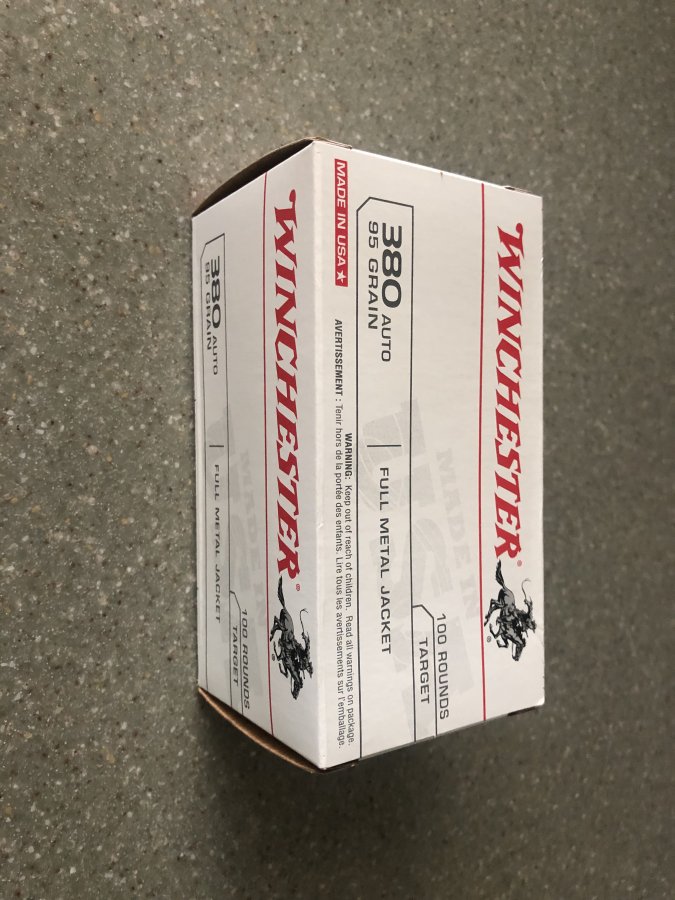 WINCHESTER®
®
380 AUTO
95 GRAIN
FULL METAL JACKET
100 ROUNDS
TARGET
MADE IN
MADE IN USA ★
WARNING: Keep out of reach of children. Read all warnings on package.
AVERTISSEMENT : Tenir hors de la portée des enfants. Lire tous les avertissements sur l'emballage.
WINCHESTER®
®
380 AUTO
95 GRAIN
FULL METAL JACKET
100 ROUNDS
TARGET